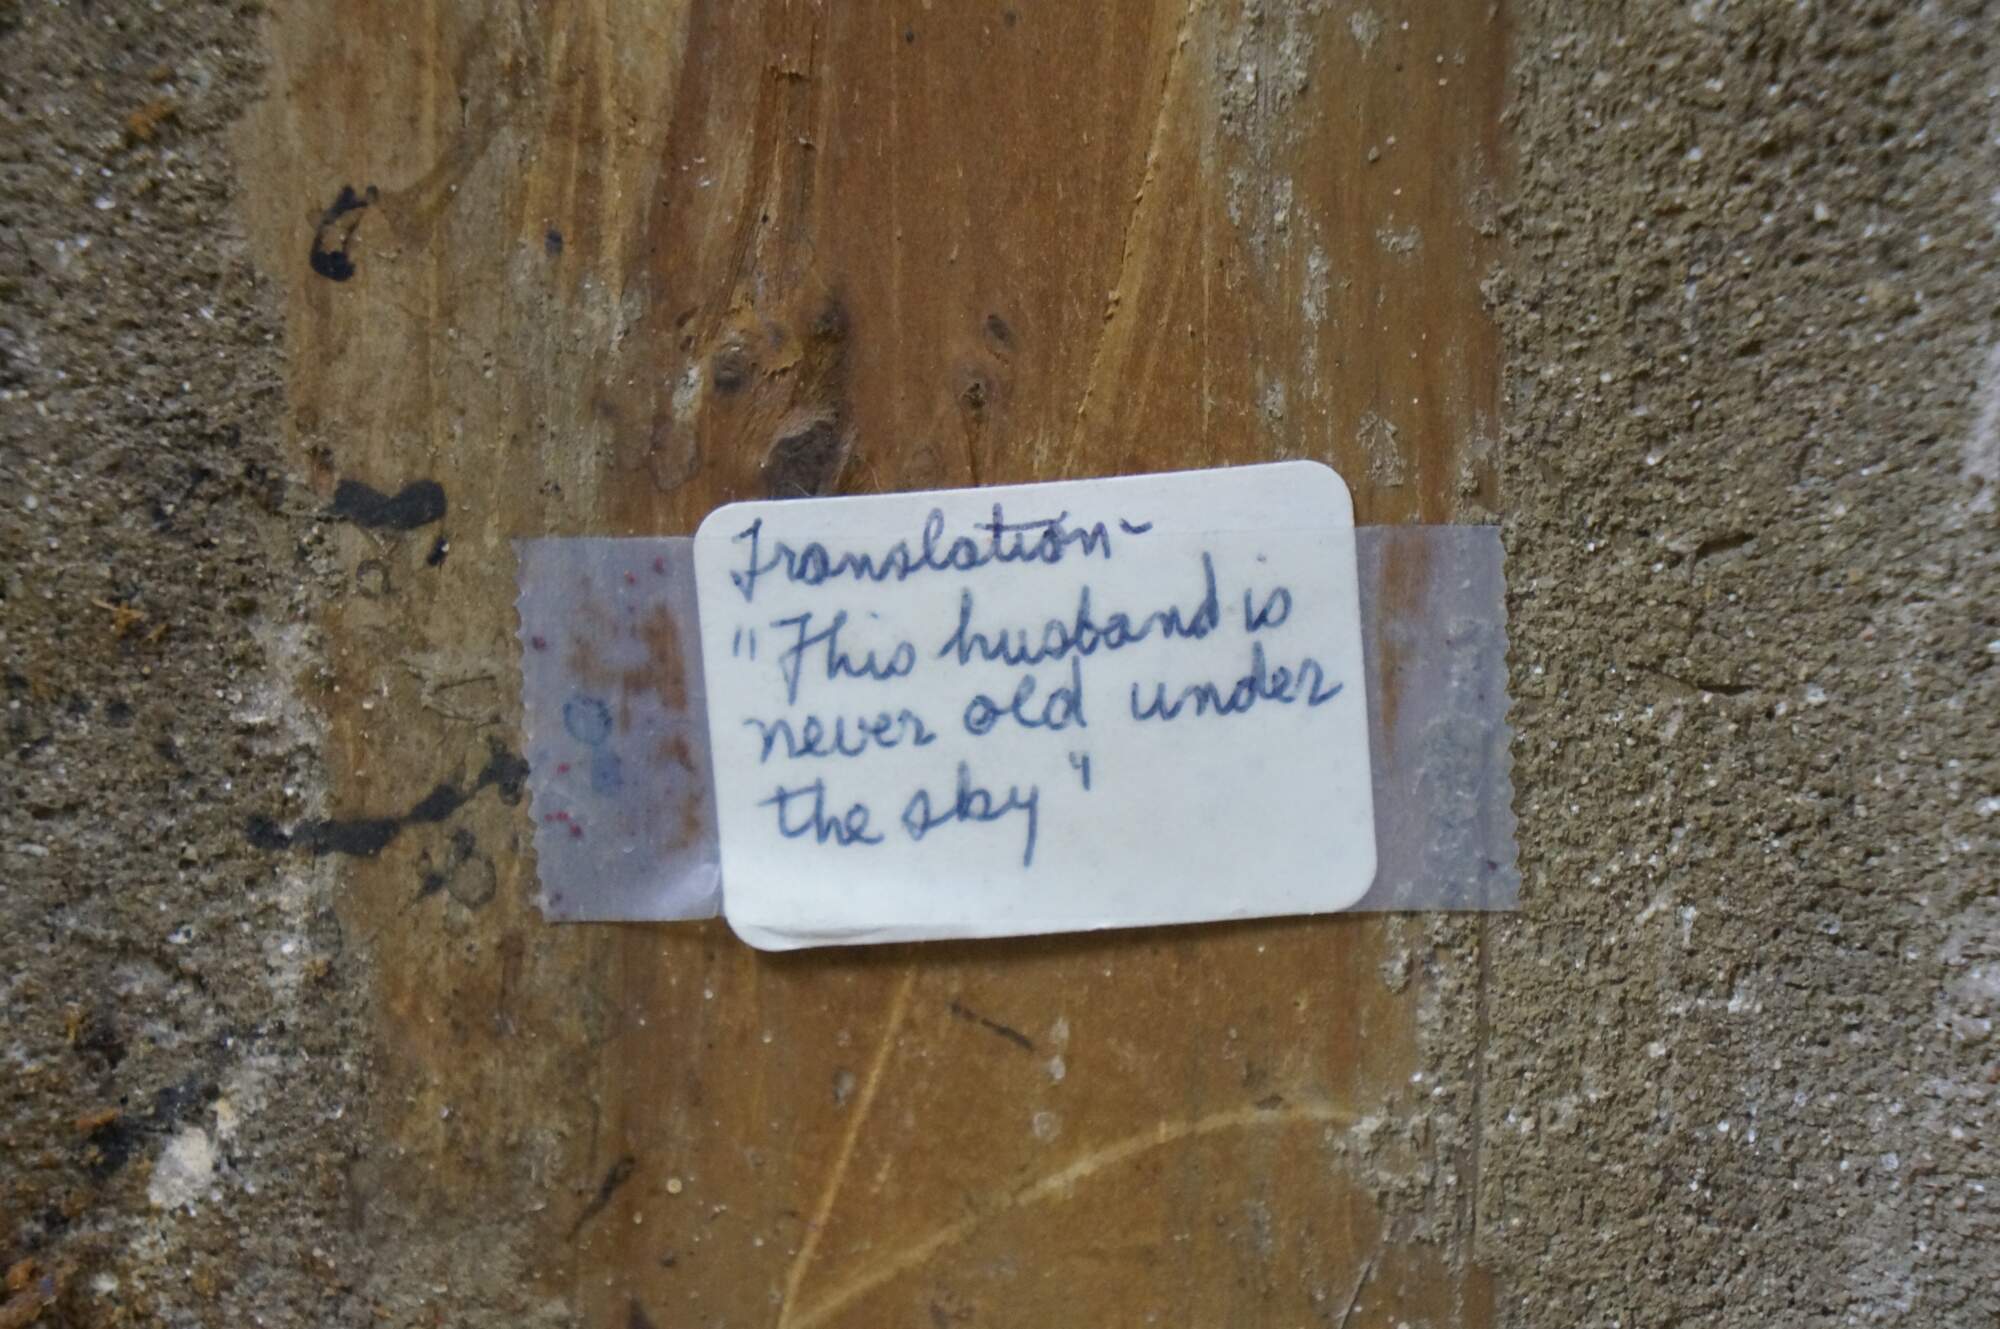 Translation-
"This husband is
never old under
the sky"